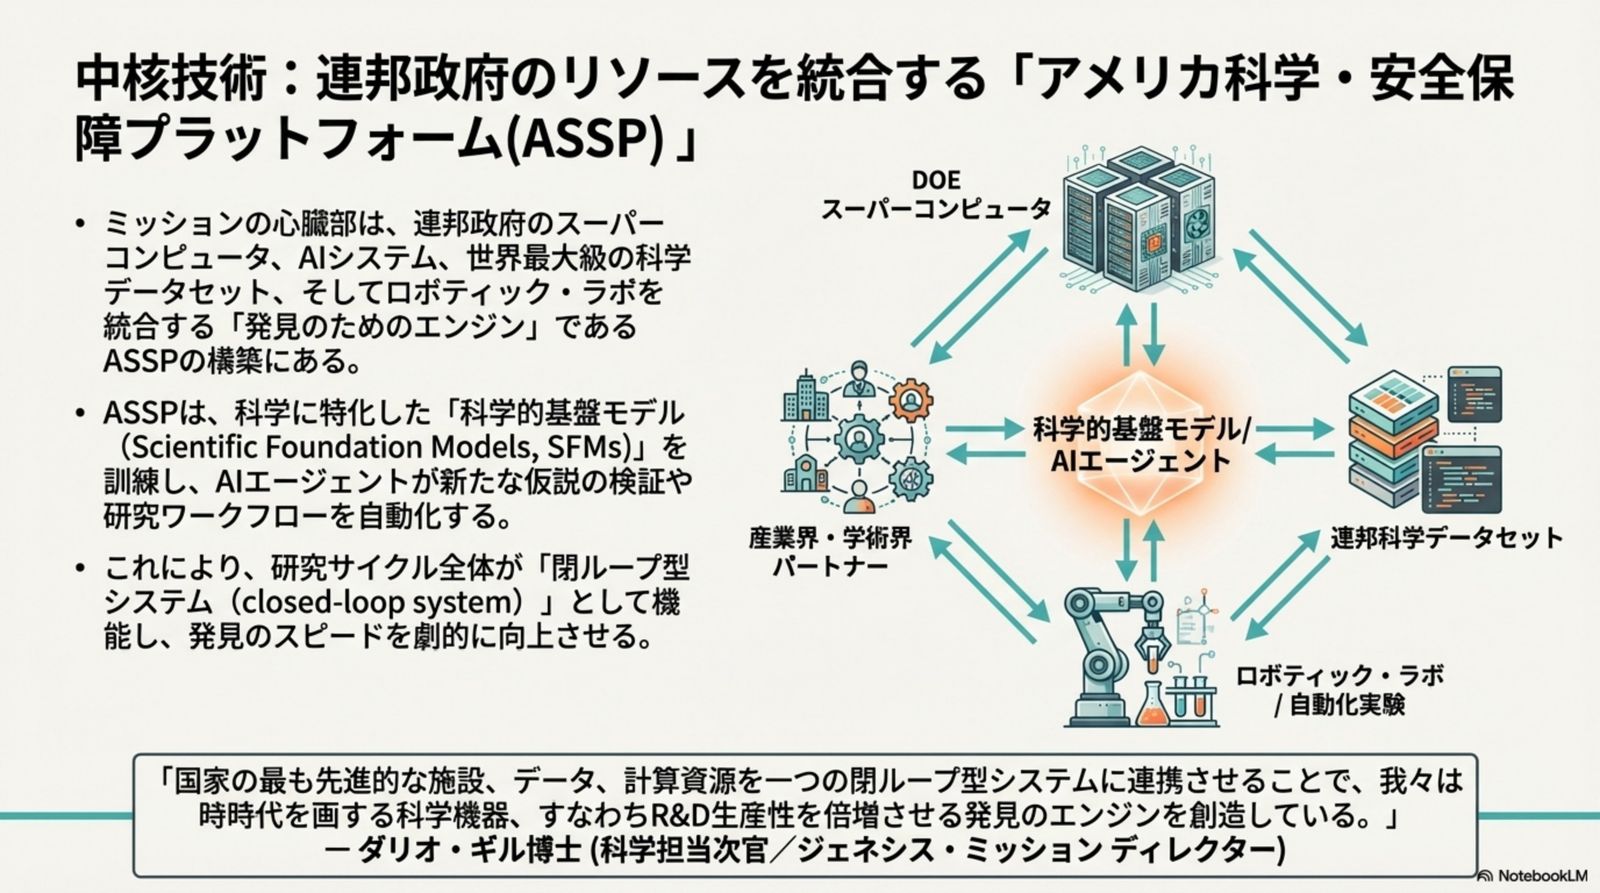 中核技術：連邦政府のリソースを統合する「アメリカ科学・安全保
障プラットフォーム(ASSP)」
• ミッションの心臓部は、連邦政府のスーパー
コンピュータ、AIシステム、世界最大級の科学
データセット、そしてロボティック・ラボを
統合する「発見のためのエンジン」である
ASSPの構築にある。
• ASSPは、科学に特化した「科学的基盤モデル
（Scientific Foundation Models, SFMs)」を
訓練し、AIエージェントが新たな仮説の検証や
研究ワークフローを自動化する。
• これにより、研究サイクル全体が「閉ループ型
システム（closed-loop system）」として機
能し、発見のスピードを劇的に向上させる。
DOE
スーパーコンピュータ
科学的基盤モデル/
AIエージェント
産業界・学術界
パートナー
連邦科学データセット
ロボティック・ラボ
/ 自動化実験
「国家の最も先進的な施設、データ、計算資源を一つの閉ループ型システムに連携させることで、我々は
時時代を画する科学機器、すなわちR&D生産性を倍増させる発見のエンジンを創造している。」
ー ダリオ・ギル博士 (科学担当次官／ジェネシス・ミッション ディレクター)
NotebookLM